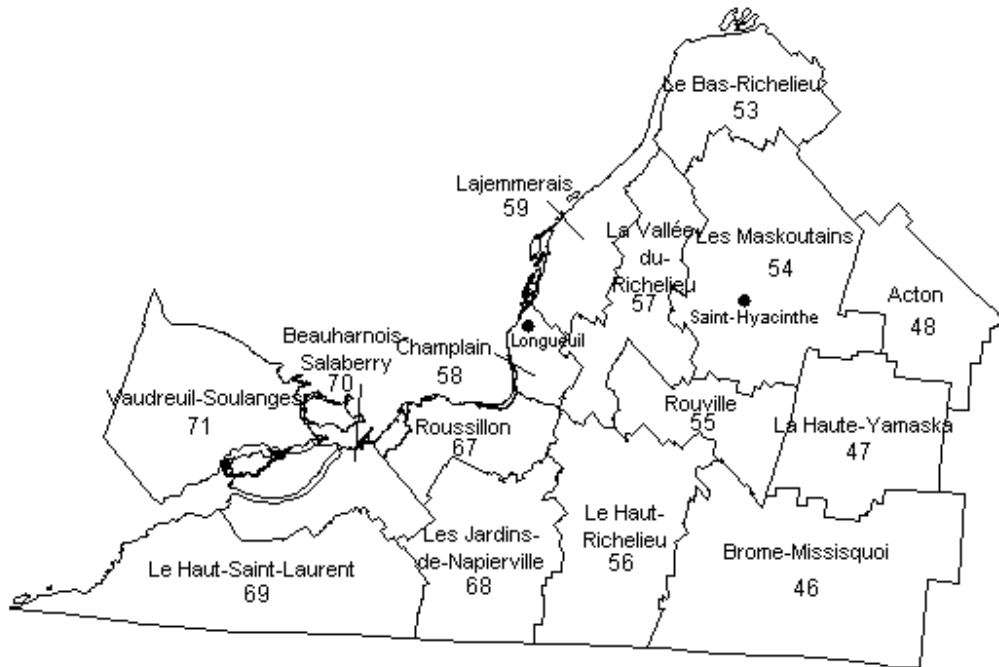 Le Bas-Richelieu
53
Lajemmerais
59
La Vallée
du-
Richelieu
57
Les Maskoutains
54
Saint-Hyacinthe
Acton
48
Longueuil
Beauharnois-
Salaberry
70
Champlain
58
Vaudreuil-Soulanges
71
Roussillon
67
Rouville
55
La Haute-Yamaska
47
Le Haut-
Richelieu
56
Les Jardins-
de-Napierville
68
Brome-Missisquoi
46
Le Haut-Saint-Laurent
69